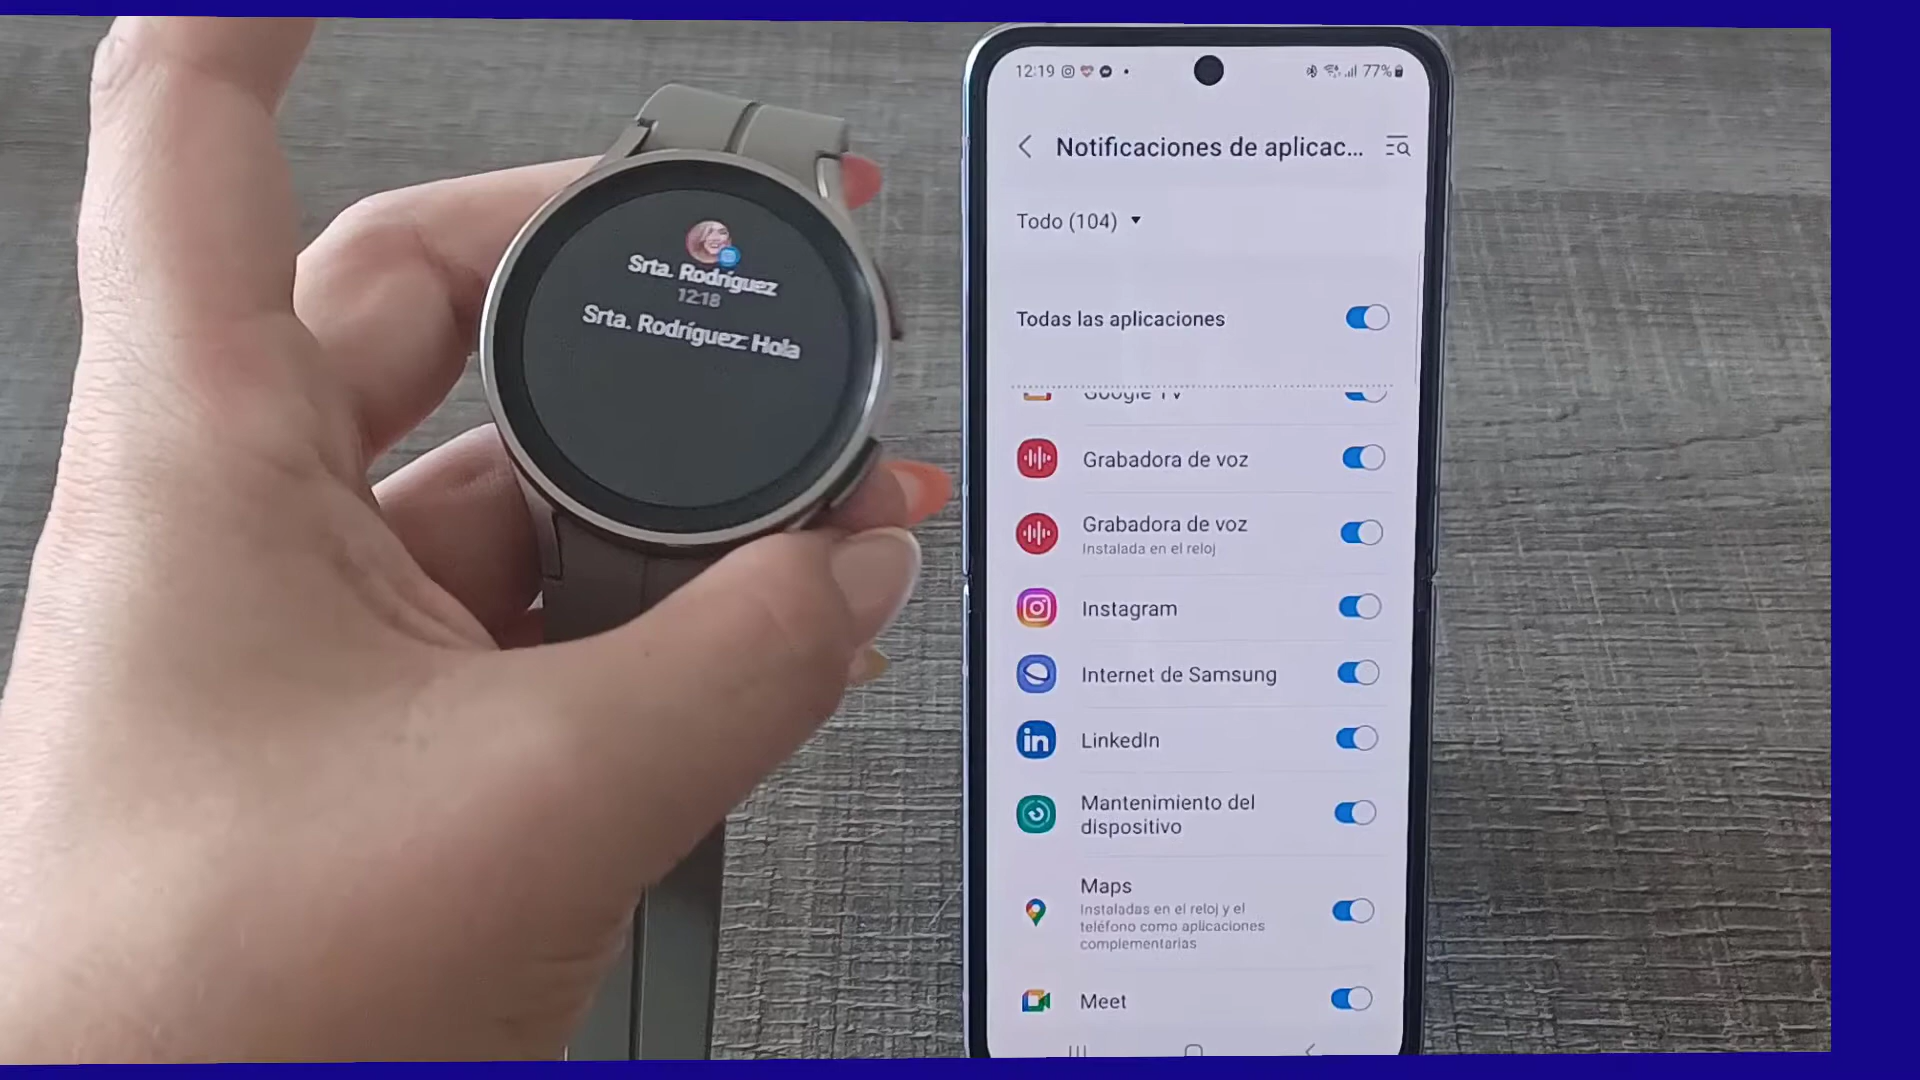 Srta. Rodríguez
12:18
Srta. Rodríguez: Hola
12:19
77%
Notificaciones de aplicac...
Todo (104)
Todas las aplicaciones
Google TV
Grabadora de voz
Grabadora de voz
Instalada en el reloj
Instagram
Internet de Samsung
LinkedIn
Mantenimiento del
dispositivo
Maps
Instaladas en el reloj y el
teléfono como aplicaciones
complementarias
Meet